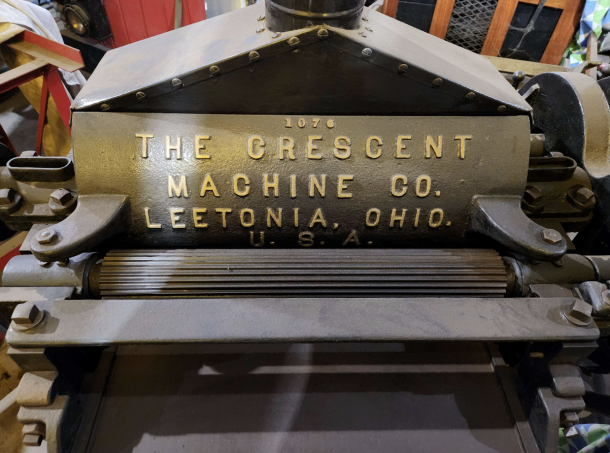 1076
THE CRESCENT
MACHINE CO.
LEETONIA, OHIO.
U. S. A.